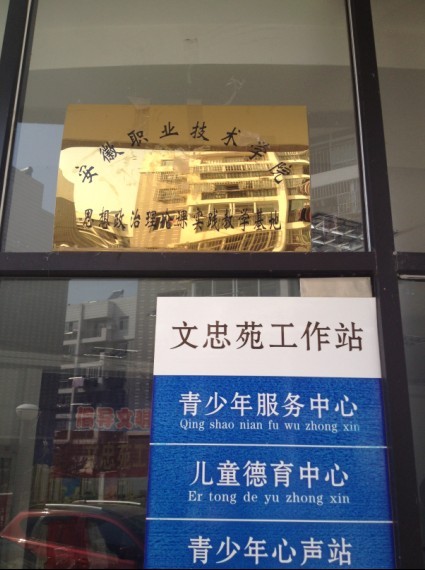 安徽职业技术学院
思想政治理论课实践教学基地
文忠苑工作站
青少年服务中心
Qing shao nian fu wu zhong xin
儿童德育中心
Er tong de yu zhong xin
青少年心声站